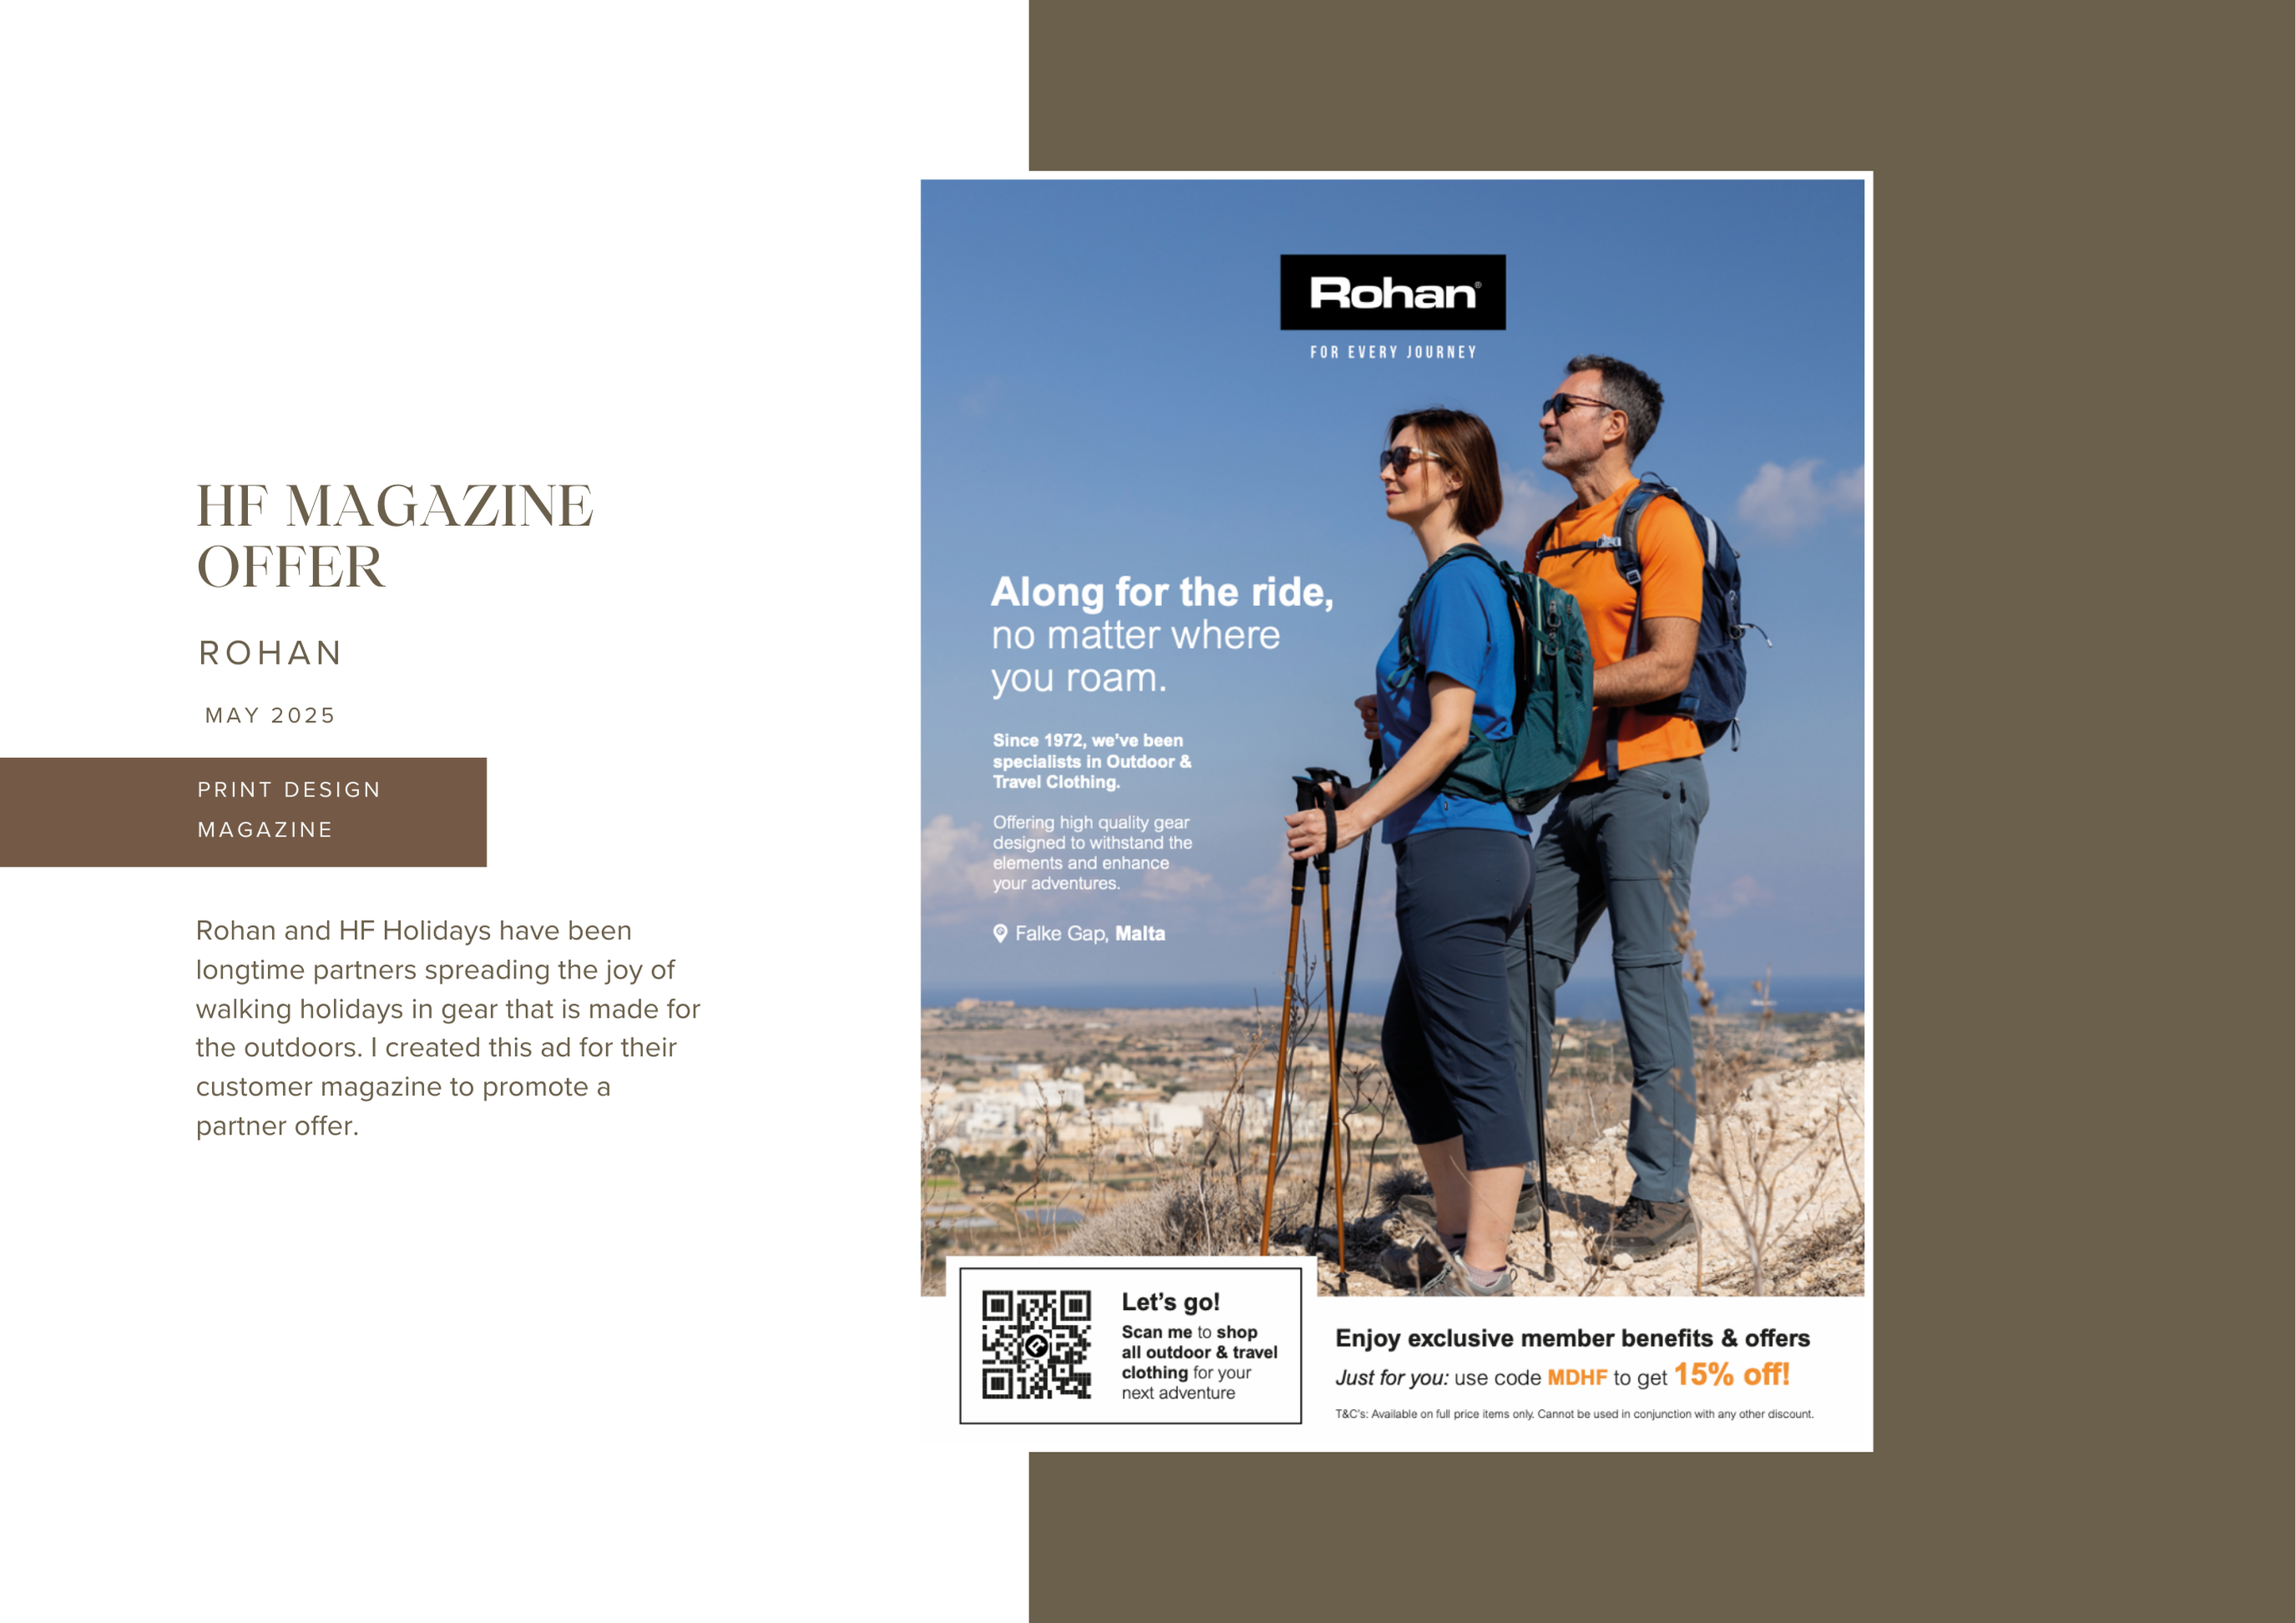 HF MAGAZINE
OFFER
ROHAN
MAY 2025
PRINT DESIGN
MAGAZINE
Rohan and HF Holidays have been
longtime partners spreading the joy of
walking holidays in gear that is made for
the outdoors. I created this ad for their
customer magazine to promote a
partner offer.
Rohan®
FOR EVERY JOURNEY
Along for the ride,
no matter where
you roam.
Since 1972, we've been
specialists in Outdoor &
Travel Clothing.
Offering high quality gear
designed to withstand the
elements and enhance
your adventures.
Falke Gap, Malta
Let's go!
Scan me to shop
all outdoor & travel
clothing for your
next adventure
Enjoy exclusive member benefits & offers
Just for you: use code MDHF to get 15% off!
T&C's: Available on full price items only. Cannot be used in conjunction with any other discount.